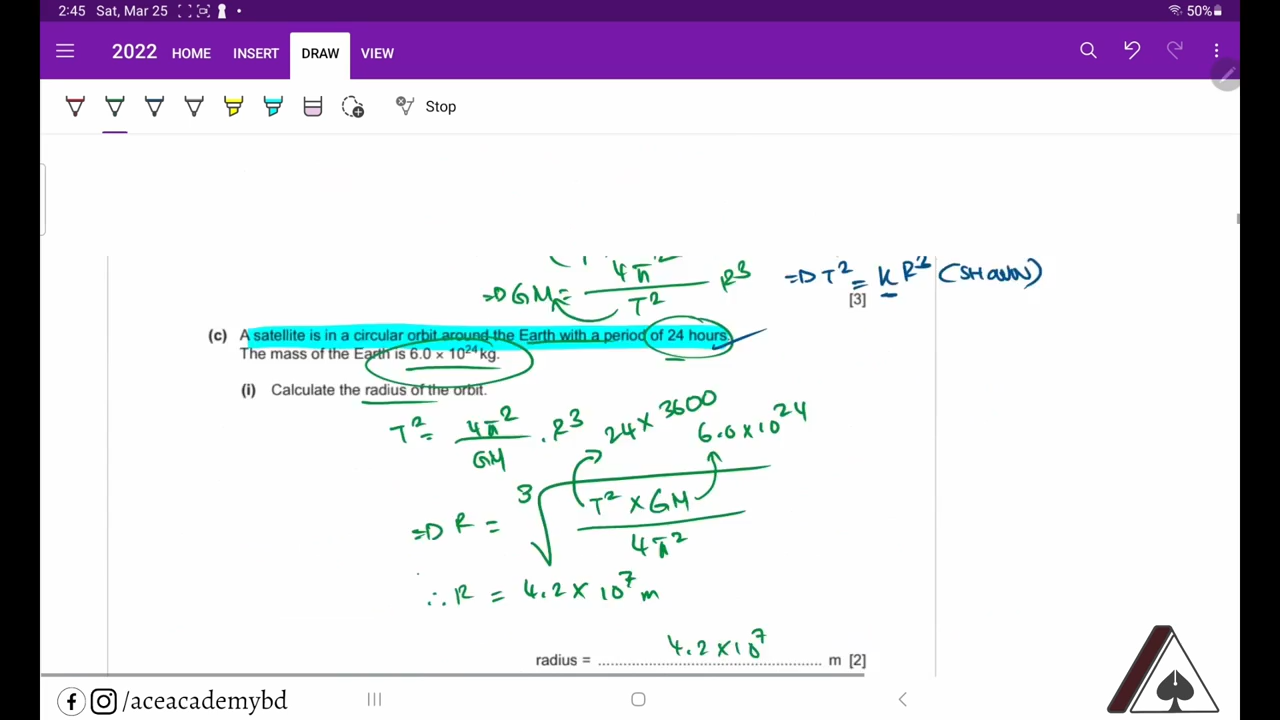 2:45 Sat, Mar 25 50%
2022 HOME INSERT DRAW VIEW
Stop
4π²
⇒ GM = ――― R³
T²
⇒ T² = K R³ (SHOWN)
[3]
(c) A satellite is in a circular orbit around the Earth with a period of 24 hours.
The mass of the Earth is 6.0 × 10²⁴ kg.
(i) Calculate the radius of the orbit.
T² = 4π²/GM . R³
24 × 3600
6.0 × 10²⁴
⇒ R = ³√(T² × GM / 4π²)
∴ R = 4.2 × 10⁷ m
radius = 4.2 × 10⁷ m [2]
/aceacademybd